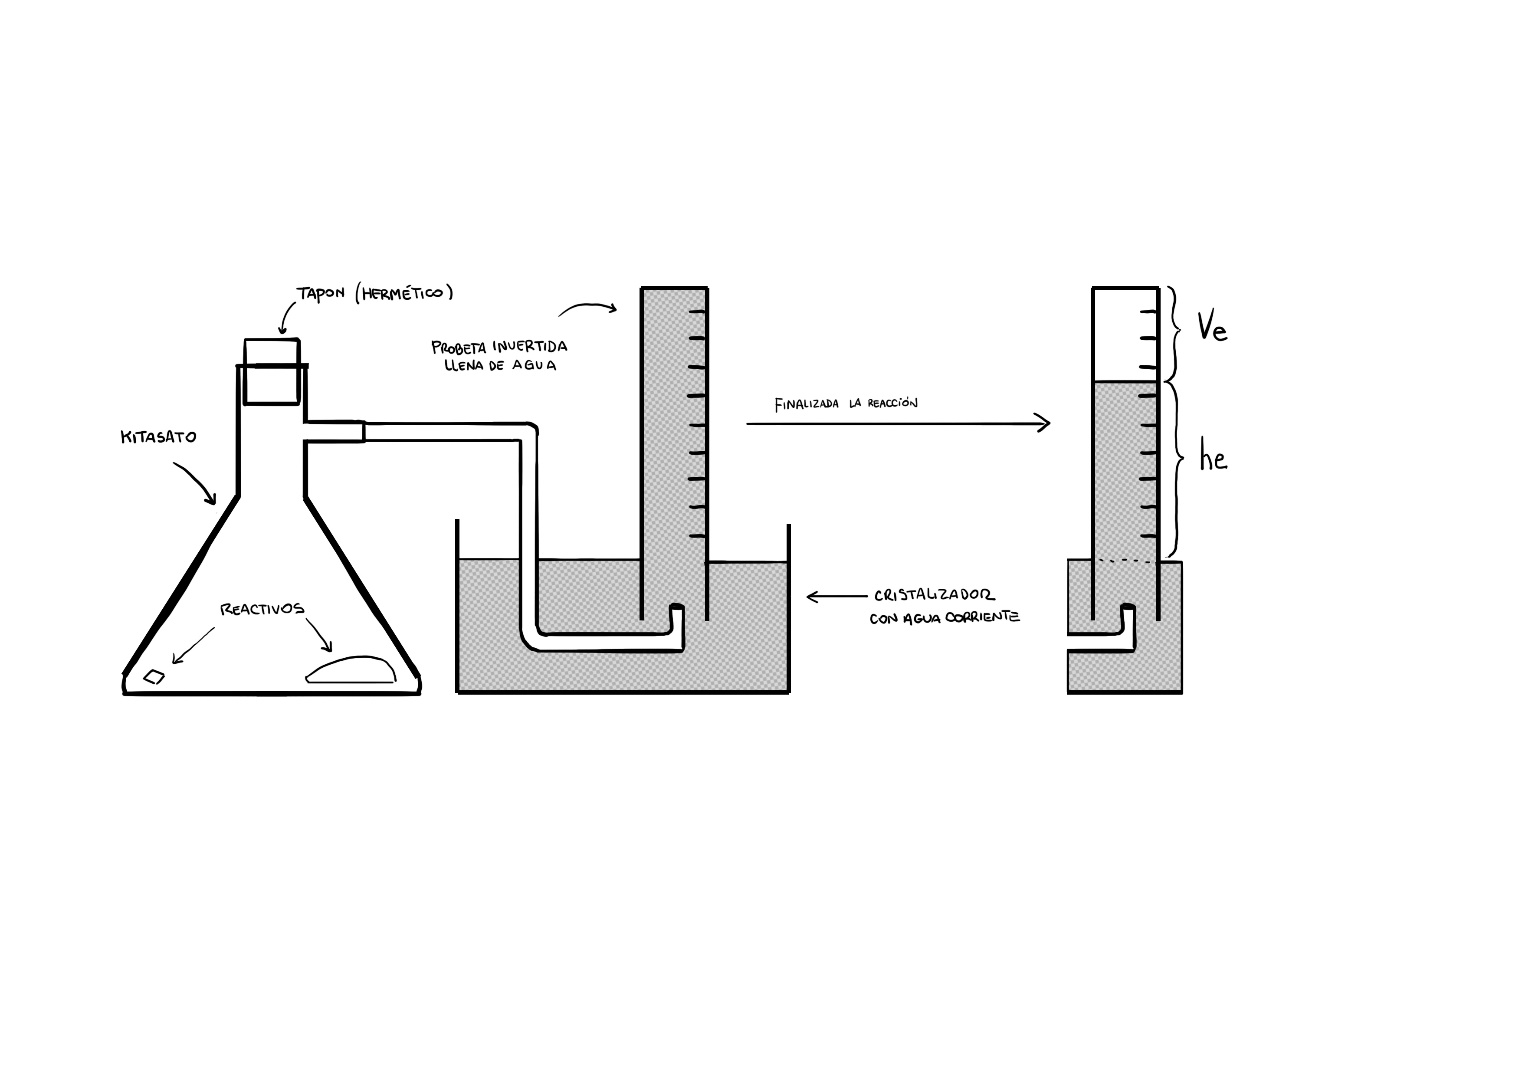 TAPON (HERMÉTICO)
PROBETA INVERTIDA
LLENA DE AGUA
KITASATO
REACTIVOS
FINALIZADA LA REACCIÓN
CRISTALIZADOR
CON AGUA CORRIENTE
Ve
he